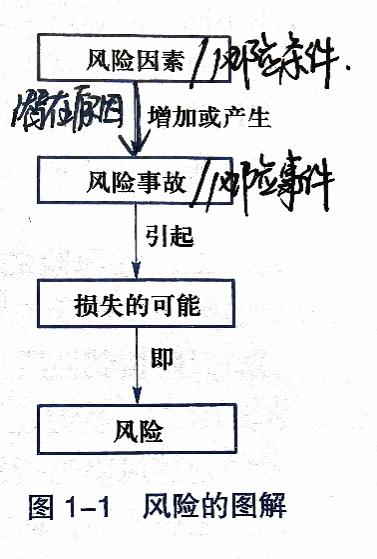 风险因素/风险条件.
潜在原因 增加或产生
风险事故/风险事件
引起
损失的可能
即
风险
图 1-1 风险的图解